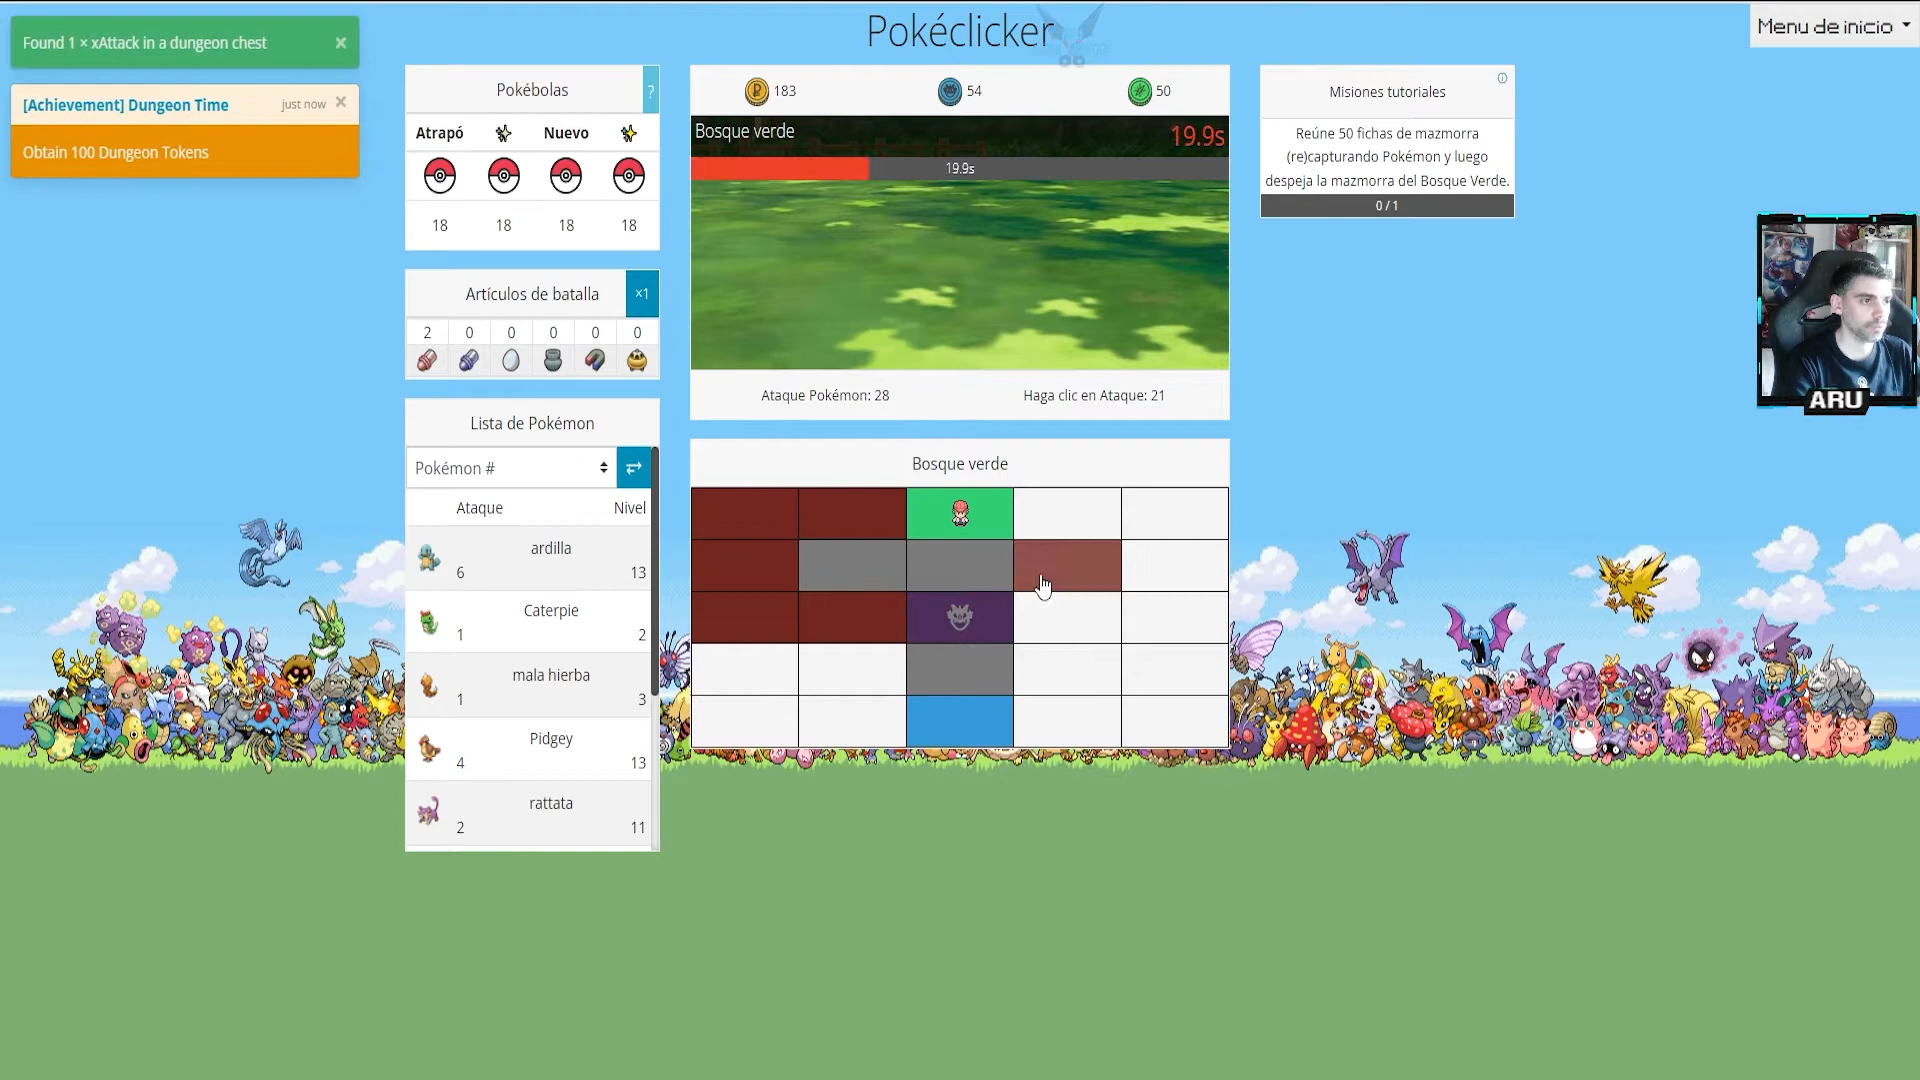 Found 1 × xAttack in a dungeon chest
×
[Achievement] Dungeon Time
just now ×
Obtain 100 Dungeon Tokens
Pokéclicker
Menu de inicio
Pokébolas
?
Atrapó
Nuevo
18 18 18 18
Artículos de batalla
×1
2 0 0 0 0 0
Lista de Pokémon
Pokémon #
Ataque Nivel
ardilla
6 13
Caterpie
1 2
mala hierba
1 3
Pidgey
4 13
rattata
2 11
183 54 50
Bosque verde
19.9s
19.9s
Ataque Pokémon: 28
Haga clic en Ataque: 21
Bosque verde
Misiones tutoriales
Reúne 50 fichas de mazmorra
(re)capturando Pokémon y luego
despeja la mazmorra del Bosque Verde.
0 / 1
ARU